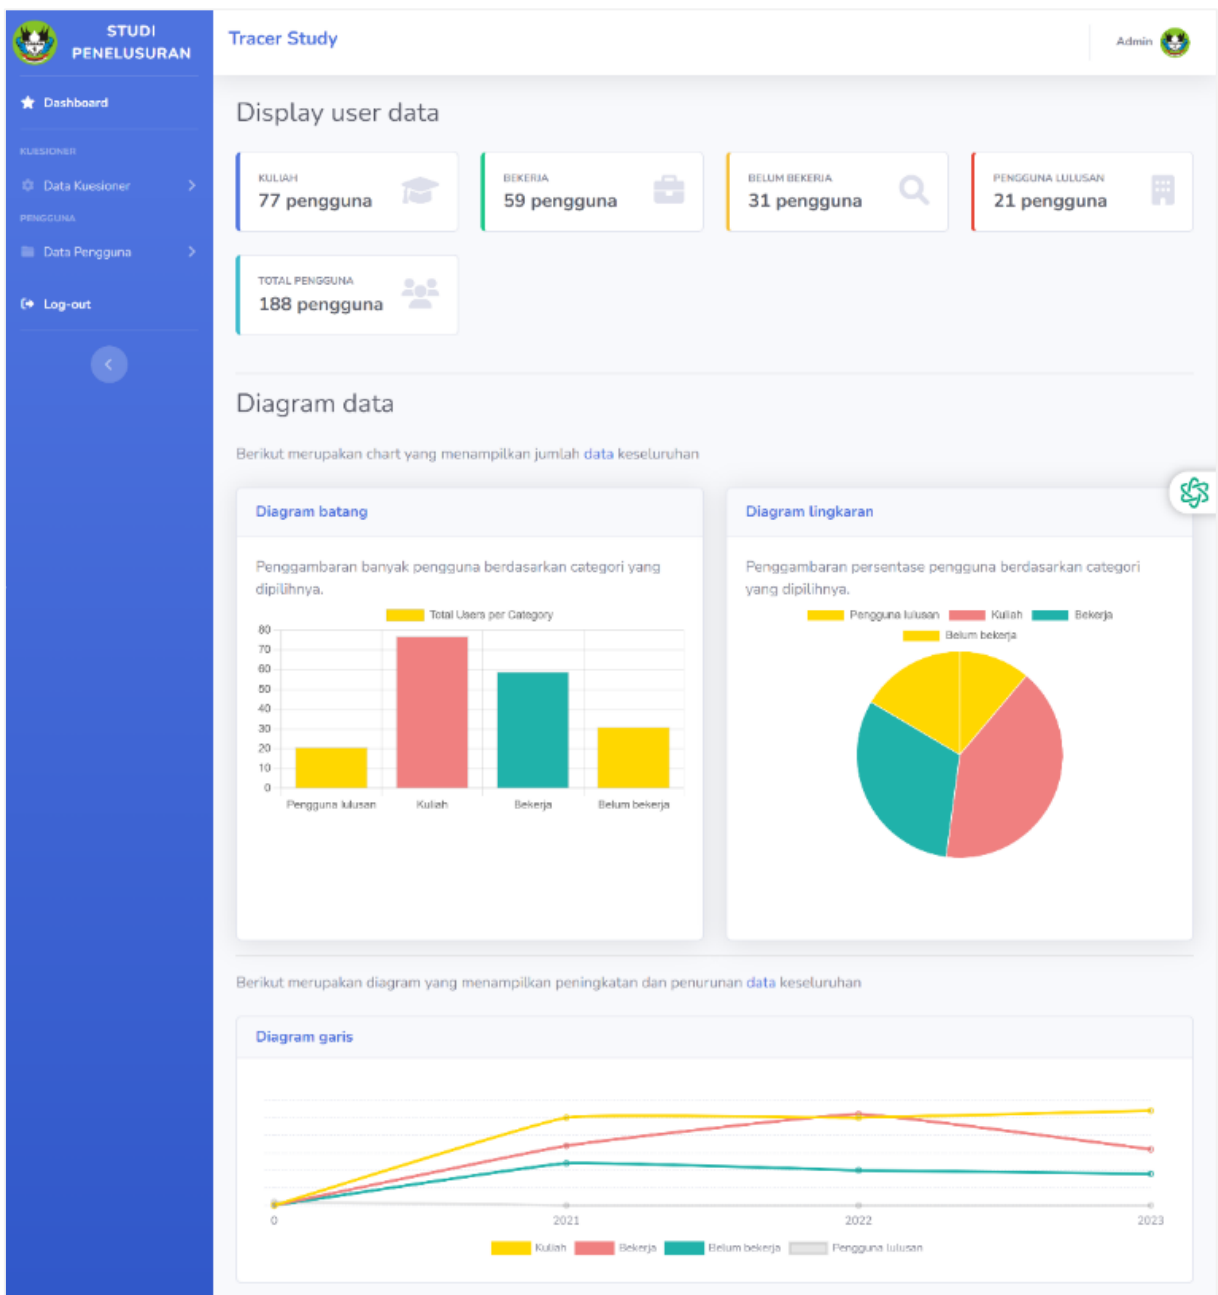 STUDI
PENELUSURAN
Dashboard
KUESIONER
Data Kuesioner
PENGGUNA
Data Pengguna
Log-out
Tracer Study
Admin
Display user data
KULIAH
77 pengguna
BEKERJA
59 pengguna
BELUM BEKERJA
31 pengguna
PENGGUNA LULUSAN
21 pengguna
TOTAL PENGGUNA
188 pengguna
Diagram data
Berikut merupakan chart yang menampilkan jumlah data keseluruhan
Diagram batang
Penggambaran banyak pengguna berdasarkan categori yang
dipilihnya.
Total Users per Category
80
70
60
50
40
30
20
10
0
Pengguna lulusan Kuliah Bekerja Belum bekerja
Diagram lingkaran
Penggambaran persentase pengguna berdasarkan categori
yang dipilihnya.
Pengguna lulusan Kuliah Bekerja
Belum bekerja
Berikut merupakan diagram yang menampilkan peningkatan dan penurunan data keseluruhan
Diagram garis
0 2021 2022 2023
Kuliah Bekerja Belum bekerja Pengguna lulusan